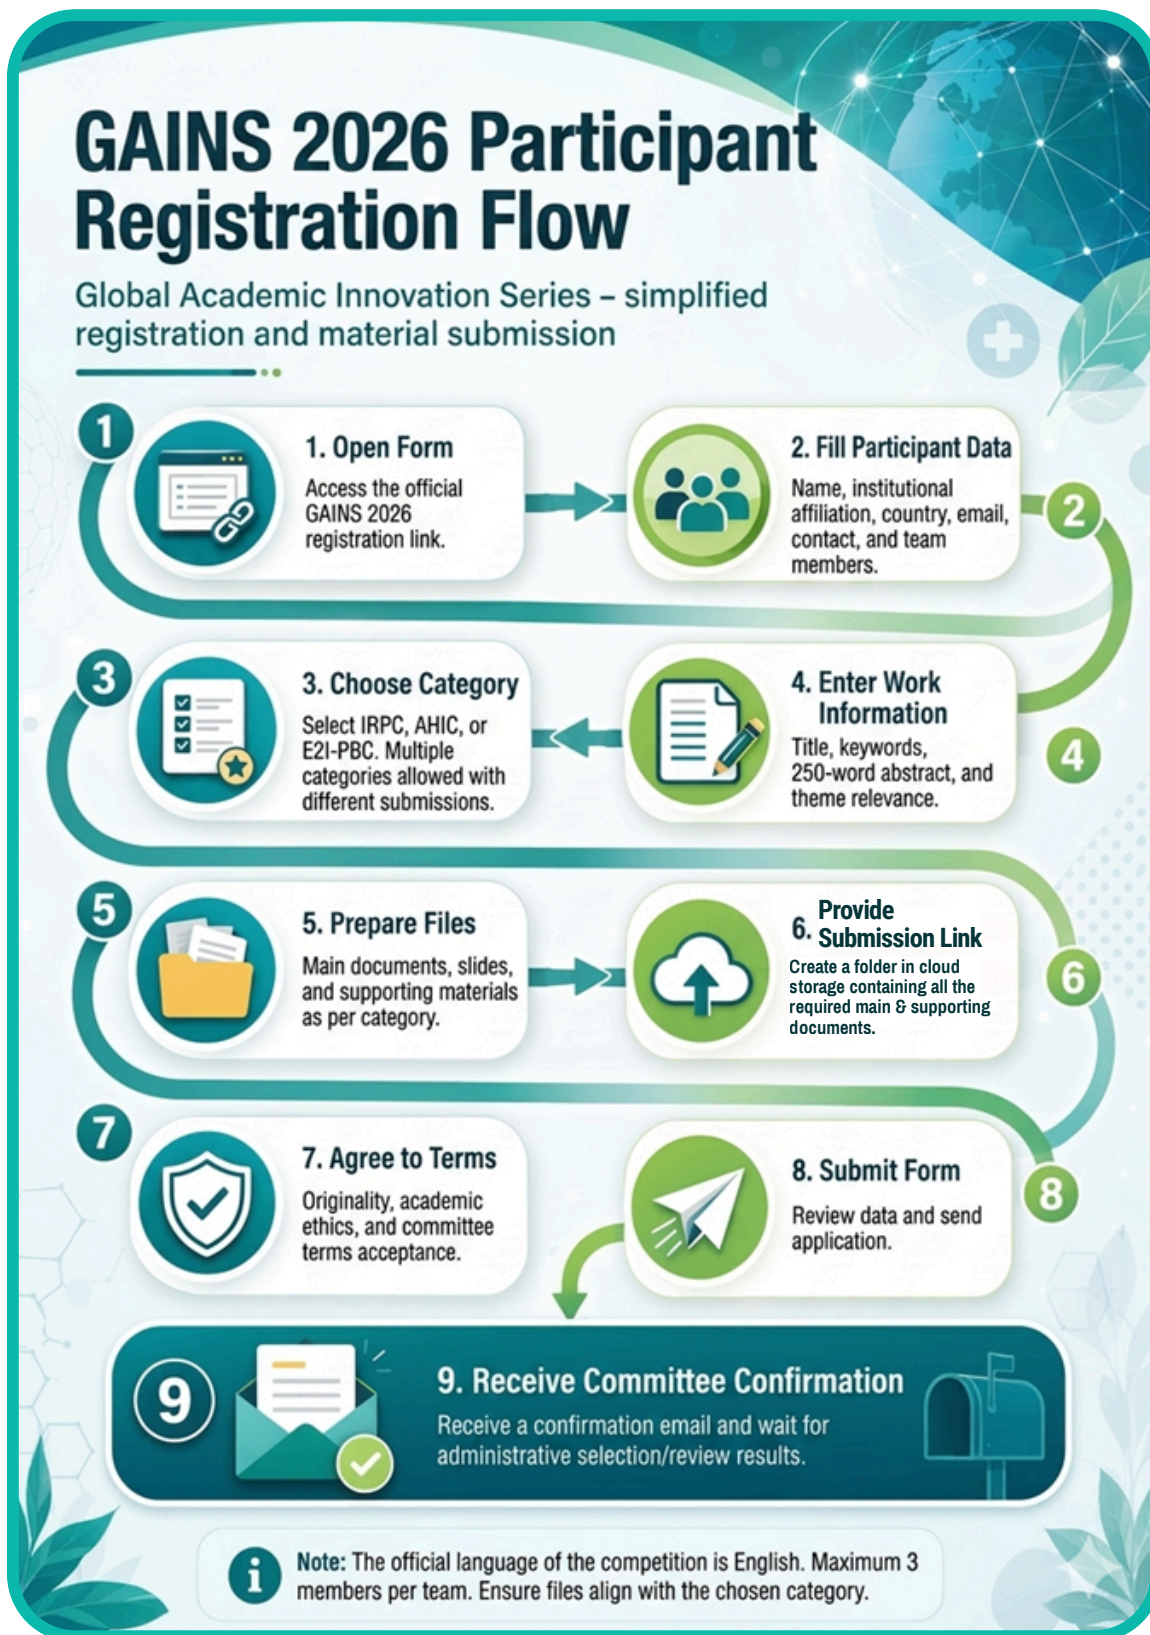 GAINS 2026 Participant
Registration Flow
Global Academic Innovation Series – simplified
registration and material submission
1
1. Open Form
Access the official
GAINS 2026
registration link.
2. Fill Participant Data
Name, institutional
affiliation, country, email,
contact, and team
members.
2
3
3. Choose Category
Select IRPC, AHIC, or
E2I-PBC. Multiple
categories allowed with
different submissions.
4. Enter Work
Information
Title, keywords,
250-word abstract, and
theme relevance.
4
5
5. Prepare Files
Main documents, slides,
and supporting materials
as per category.
6. Provide
Submission Link
Create a folder in cloud
storage containing all the
required main & supporting
documents.
6
7
7. Agree to Terms
Originality, academic
ethics, and committee
terms acceptance.
8. Submit Form
Review data and send
application.
8
9
9. Receive Committee Confirmation
Receive a confirmation email and wait for
administrative selection/review results.
Note: The official language of the competition is English. Maximum 3
members per team. Ensure files align with the chosen category.